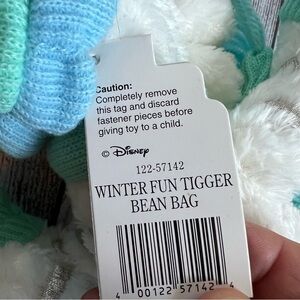 Caution:
Completely remove
this tag and discard
fastener pieces before
giving toy to a child.
© Disney
122-57142
WINTER FUN TIGGER
BEAN BAG
4 00122 57142 4